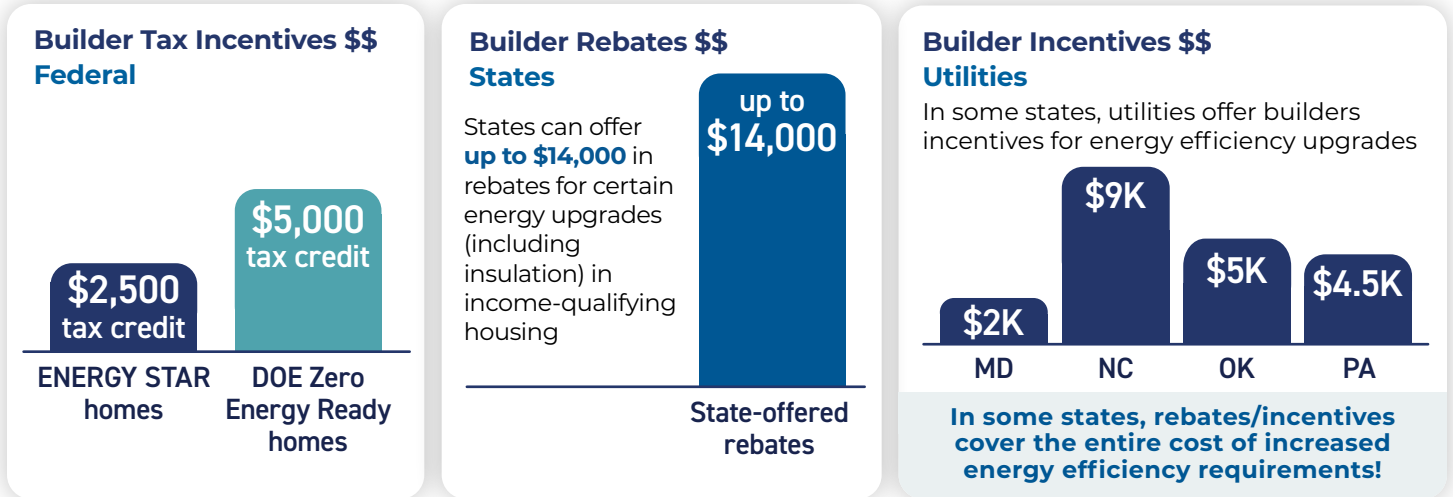 Builder Tax Incentives $$
Federal
$2,500
tax credit
$5,000
tax credit
ENERGY STAR
homes
DOE Zero
Energy Ready
homes
Builder Rebates $$
States
States can offer
up to $14,000 in
rebates for certain
energy upgrades
(including
insulation) in
income-qualifying
housing
up to
$14,000
State-offered
rebates
Builder Incentives $$
Utilities
In some states, utilities offer builders
incentives for energy efficiency upgrades
$2K
$9K
$5K
$4.5K
MD
NC
OK
PA
In some states, rebates/incentives
cover the entire cost of increased
energy efficiency requirements!